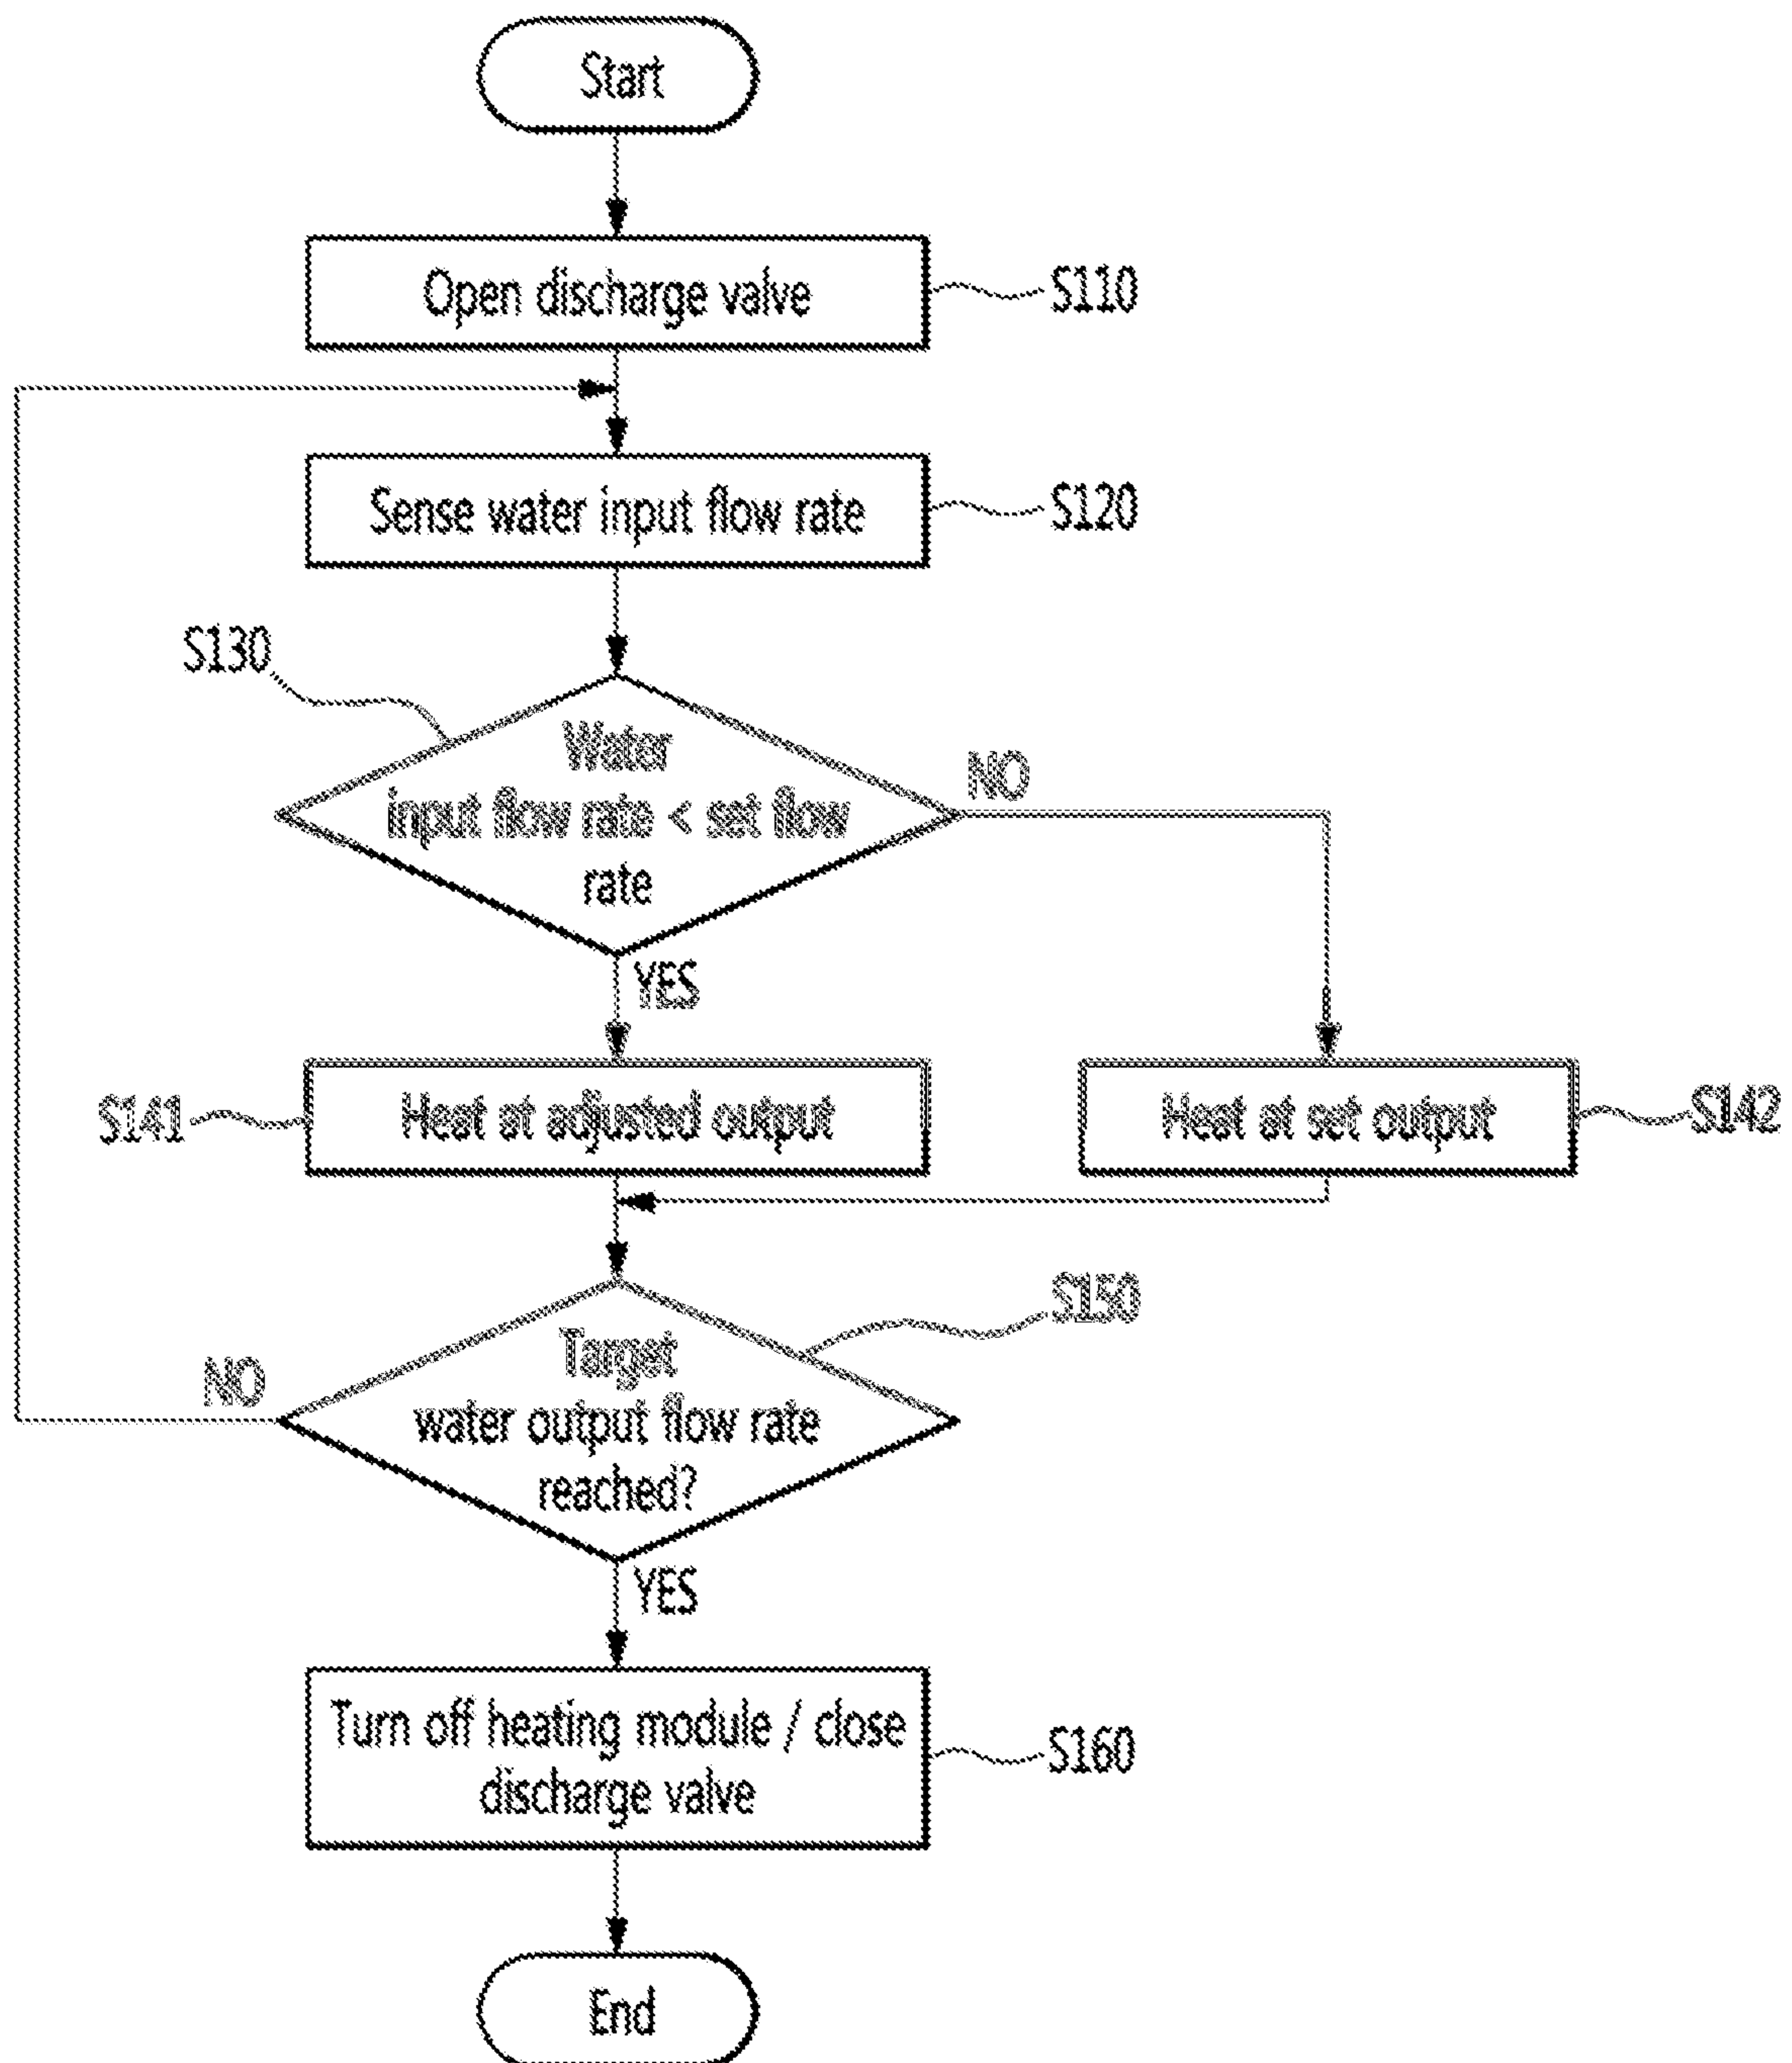 Start
Open discharge valve
S110
Sense water input flow rate
S120
S130
Water
input flow rate < set flow
rate
NO
YES
S141
Heat at adjusted output
Heat at set output
S142
S150
Target
water output flow rate
reached?
NO
YES
Turn off heating module / close
discharge valve
S160
End